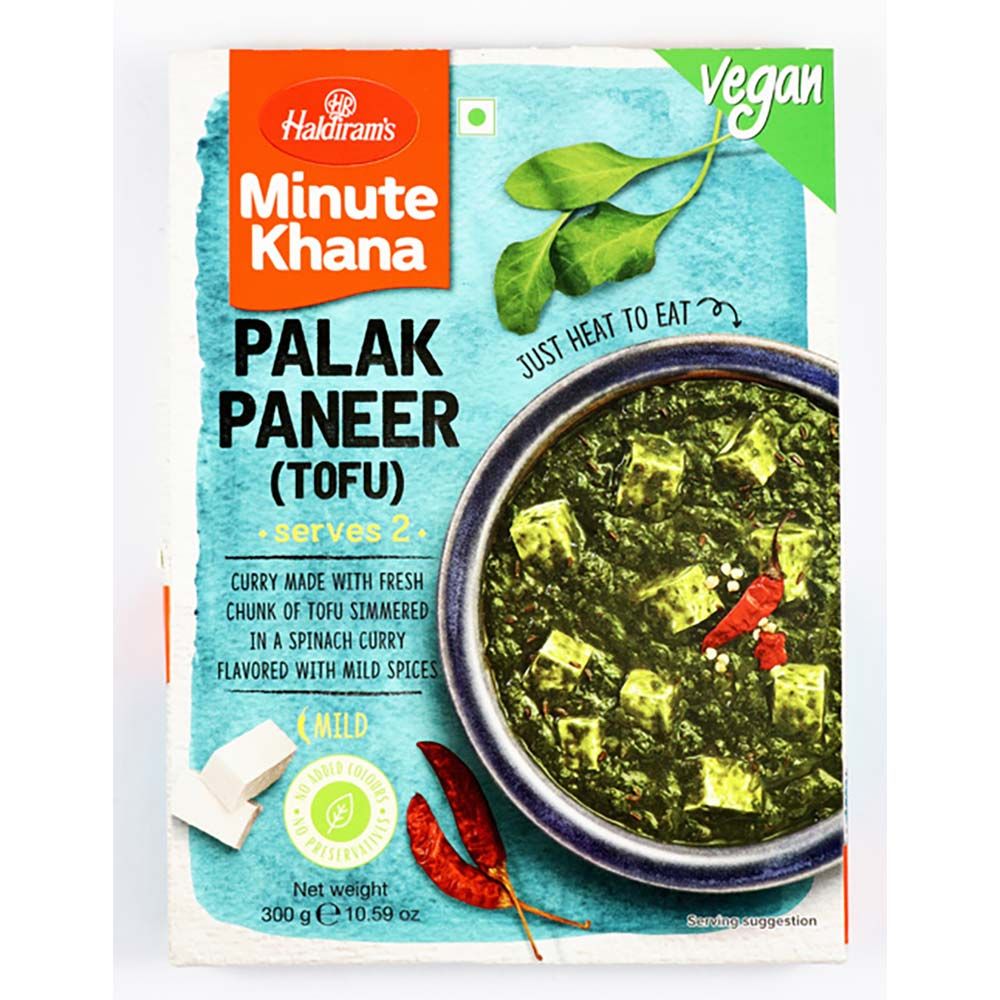 HR
Haldiram's
Minute
Khana
Vegan
JUST HEAT TO EAT
PALAK
PANEER
(TOFU)
• serves 2 •
CURRY MADE WITH FRESH
CHUNK OF TOFU SIMMERED
IN A SPINACH CURRY
FLAVORED WITH MILD SPICES
MILD
• NO ADDED COLOURS •
NO PRESERVATIVES
Net weight
300 g ℮ 10.59 oz
Serving suggestion